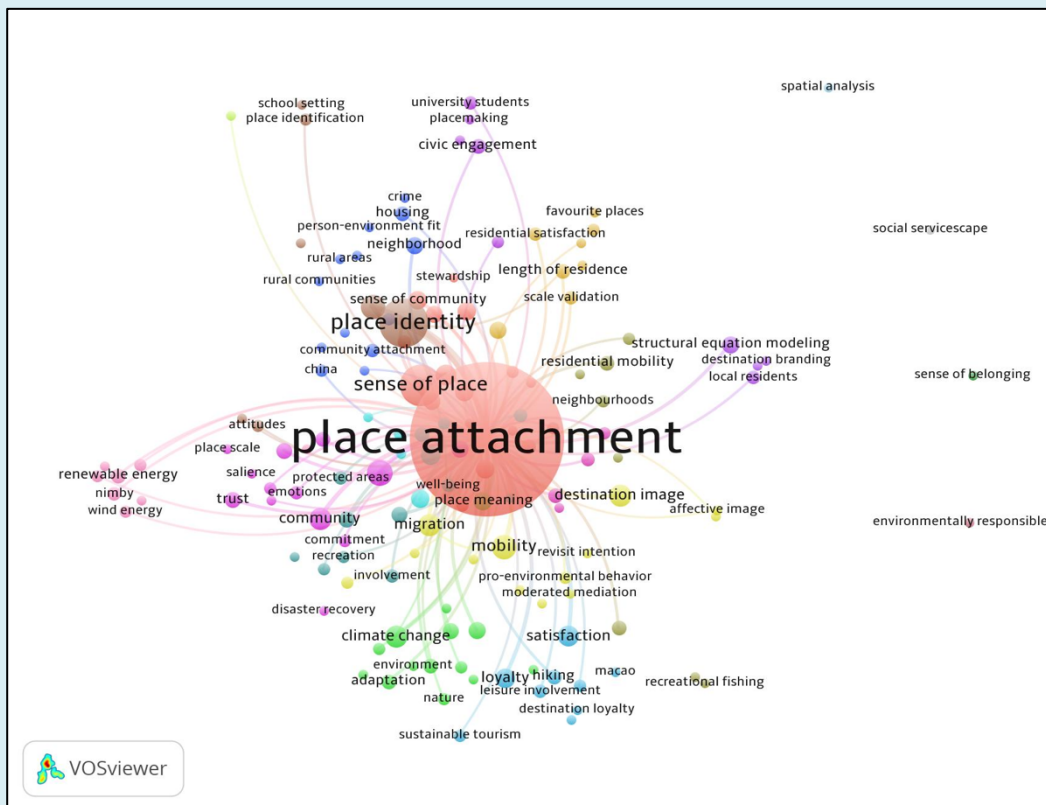 spatial analysis
school setting
university students
place identification
placemaking
civic engagement
crime
housing
favourite places
person-environment fit
residential satisfaction
social servicescape
neighborhood
rural areas
length of residence
stewardship
rural communities
sense of community
scale validation
place identity
structural equation modeling
community attachment
destination branding
residential mobility
china
sense of place
local residents
sense of belonging
neighbourhoods
attitudes
place attachment
place scale
renewable energy
salience
protected areas
well-being
nimby
emotions
trust
place meaning
destination image
wind energy
affective image
community
migration
environmentally responsible
commitment
mobility
recreation
revisit intention
involvement
pro-environmental behavior
moderated mediation
disaster recovery
climate change
satisfaction
environment
adaptation
loyalty
hiking
macao
recreational fishing
leisure involvement
nature
destination loyalty
sustainable tourism
VOSviewer